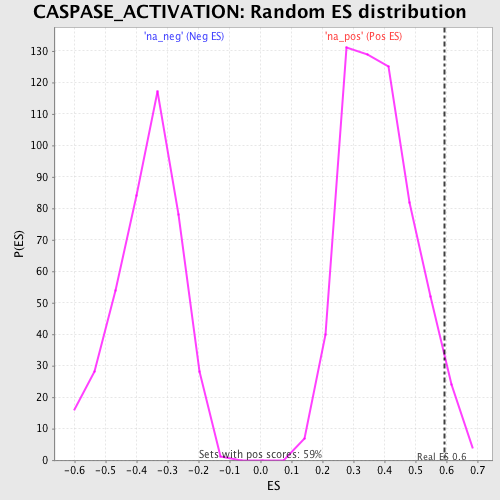 CASPASE_ACTIVATION: Random ES distribution
'na_neg' (Neg ES) 'na_pos' (Pos ES)
130
120
110
100
90
80
70
60
50
40
30
20
10
0
P(ES)
Sets with pos scores: 59%
Real ES 0.6
-0.6 -0.5 -0.4 -0.3 -0.2 -0.1 0.0 0.1 0.2 0.3 0.4 0.5 0.6 0.7
ES